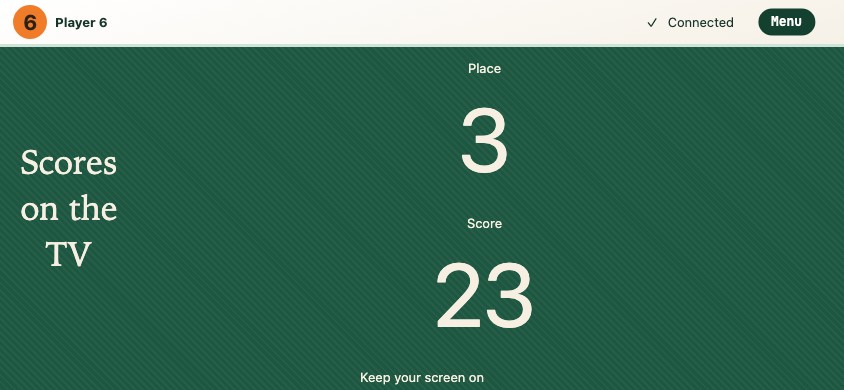 6 Player 6
✓ Connected
Menu
Scores
on the
TV
Place
3
Score
23
Keep your screen on